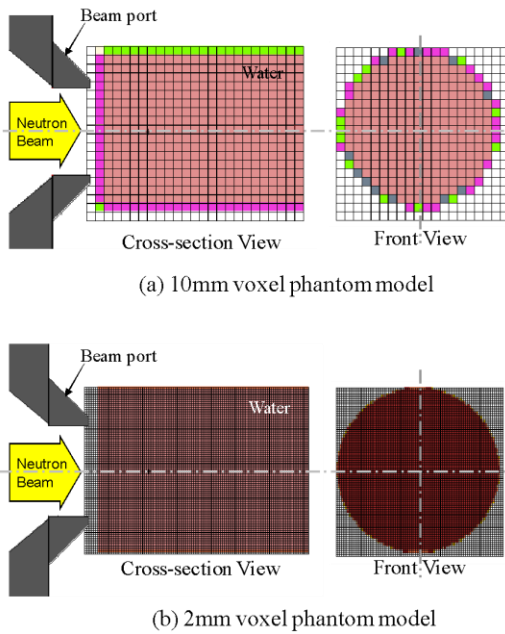 Beam port
Water
Neutron
Beam
Cross-section View
Front View
(a) 10mm voxel phantom model
Beam port
Water
Neutron
Beam
Cross-section View
Front View
(b) 2mm voxel phantom model